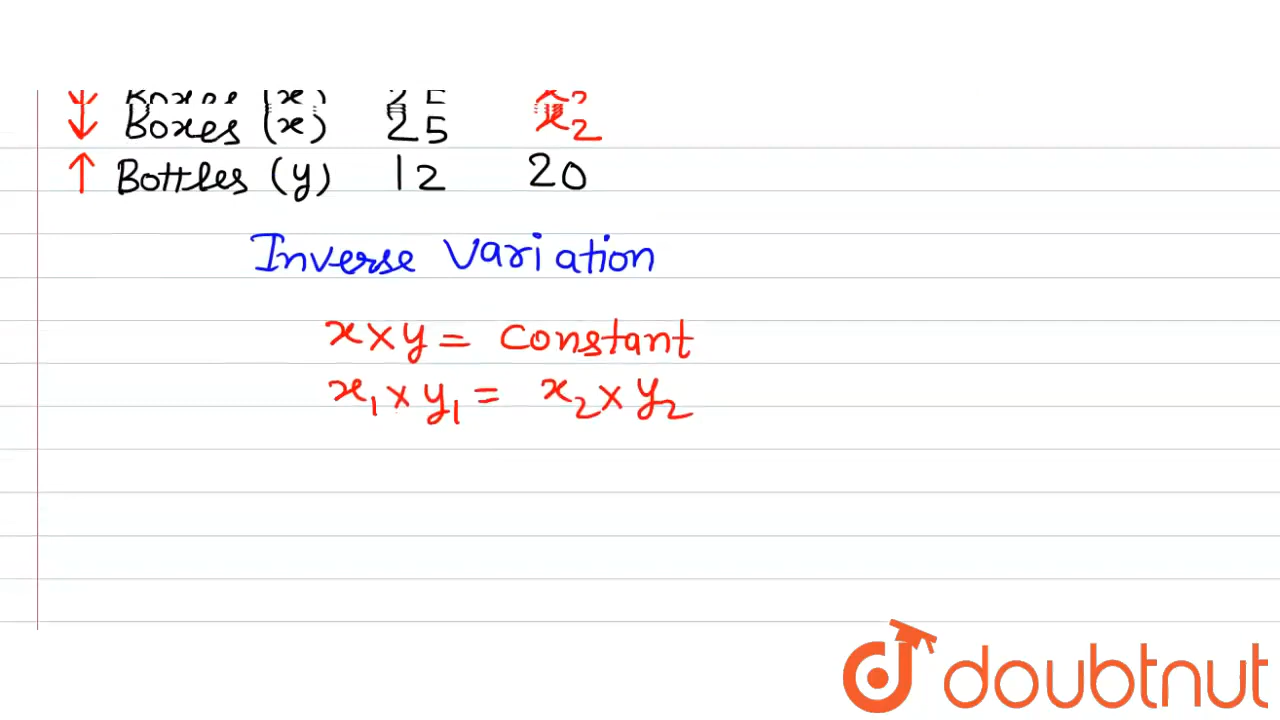 ↓ Boxes (x) 25 x₂
↑ Bottles (y) 12 20
Inverse Variation
x × y = Constant
x₁ × y₁ = x₂ × y₂
doubtnut